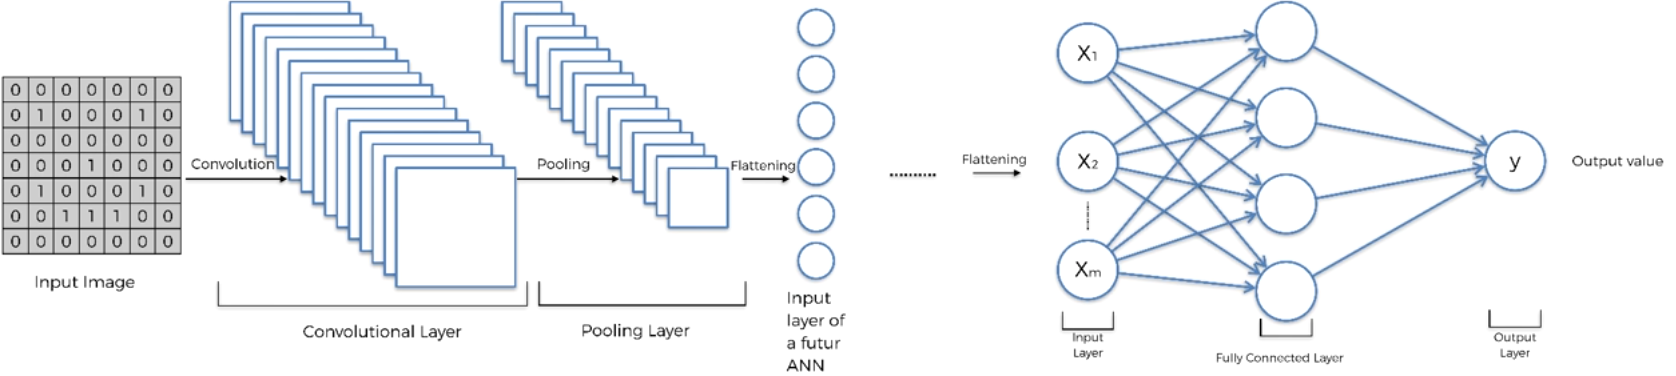 0 0 0 0 0 0 0
0 1 0 0 0 1 0
0 0 0 0 0 0 0
0 0 0 1 0 0 0
0 1 0 0 0 1 0
0 0 1 1 1 0 0
0 0 0 0 0 0 0
Input Image
Convolution
Convolutional Layer
Pooling
Pooling Layer
Flattening
Input
layer of
a futur
ANN
..........
Flattening
X1
X2
Xm
Input
Layer
Fully Connected Layer
y
Output value
Output
Layer